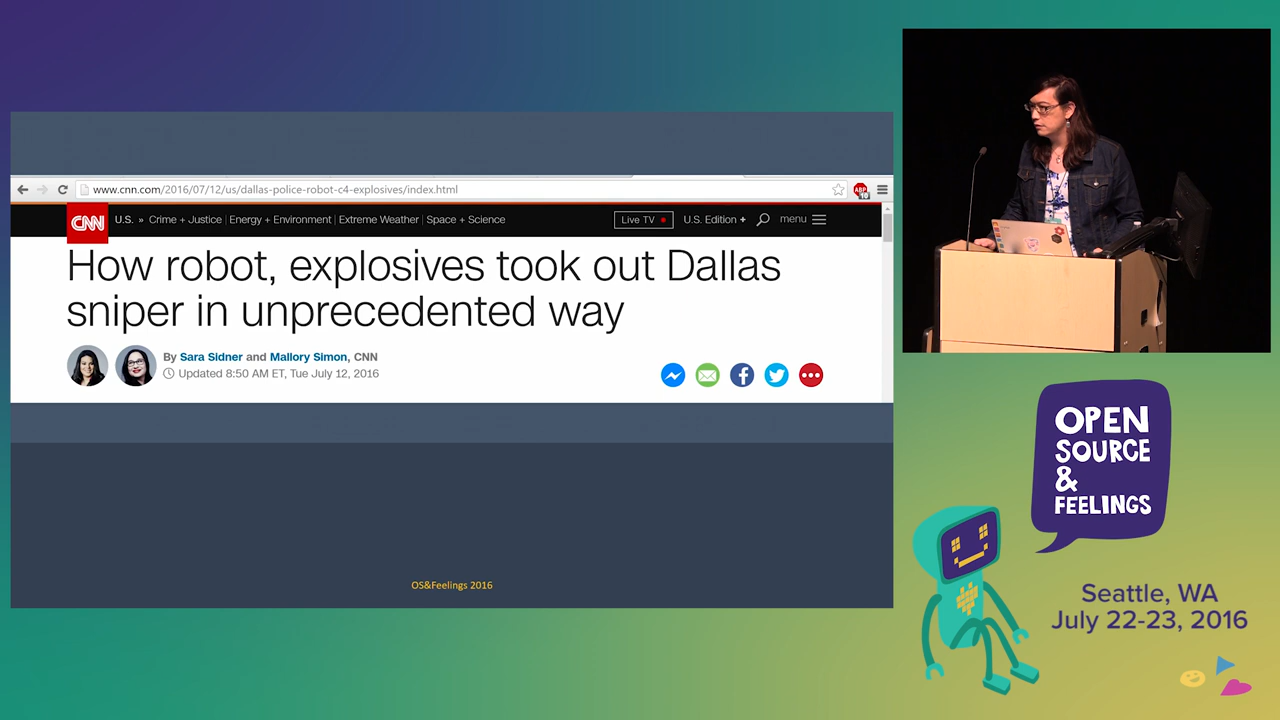 www.cnn.com/2016/07/12/us/dallas-police-robot-c4-explosives/index.html
ABP
10
CNN
U.S. » Crime + Justice | Energy + Environment | Extreme Weather | Space + Science
Live TV
U.S. Edition +
menu
How robot, explosives took out Dallas
sniper in unprecedented way
By Sara Sidner and Mallory Simon, CNN
Updated 8:50 AM ET, Tue July 12, 2016
OS&Feelings 2016
OPEN
SOURCE
&
FEELINGS
Seattle, WA
July 22-23, 2016